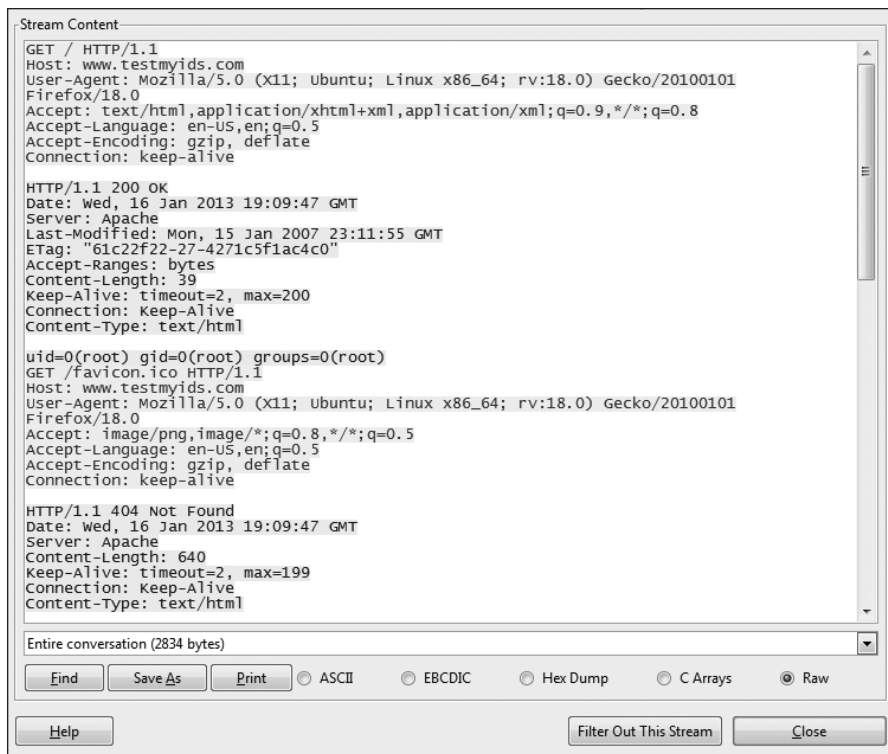 Stream Content
GET / HTTP/1.1
Host: www.testmyids.com
User-Agent: Mozilla/5.0 (X11; Ubuntu; Linux x86_64; rv:18.0) Gecko/20100101
Firefox/18.0
Accept: text/html,application/xhtml+xml,application/xml;q=0.9,*/*;q=0.8
Accept-Language: en-US,en;q=0.5
Accept-Encoding: gzip, deflate
Connection: keep-alive
HTTP/1.1 200 OK
Date: Wed, 16 Jan 2013 19:09:47 GMT
Server: Apache
Last-Modified: Mon, 15 Jan 2007 23:11:55 GMT
ETag: "61c22f22-27-4271c5f1ac4c0"
Accept-Ranges: bytes
Content-Length: 39
Keep-Alive: timeout=2, max=200
Connection: Keep-Alive
Content-Type: text/html
uid=0(root) gid=0(root) groups=0(root)
GET /favicon.ico HTTP/1.1
Host: www.testmyids.com
User-Agent: Mozilla/5.0 (X11; Ubuntu; Linux x86_64; rv:18.0) Gecko/20100101
Firefox/18.0
Accept: image/png,image/*;q=0.8,*/*;q=0.5
Accept-Language: en-US,en;q=0.5
Accept-Encoding: gzip, deflate
Connection: keep-alive
HTTP/1.1 404 Not Found
Date: Wed, 16 Jan 2013 19:09:47 GMT
Server: Apache
Content-Length: 640
Keep-Alive: timeout=2, max=199
Connection: Keep-Alive
Content-Type: text/html
Entire conversation (2834 bytes)
Find Save As Print ASCII EBCDIC Hex Dump C Arrays Raw
Help Filter Out This Stream Close